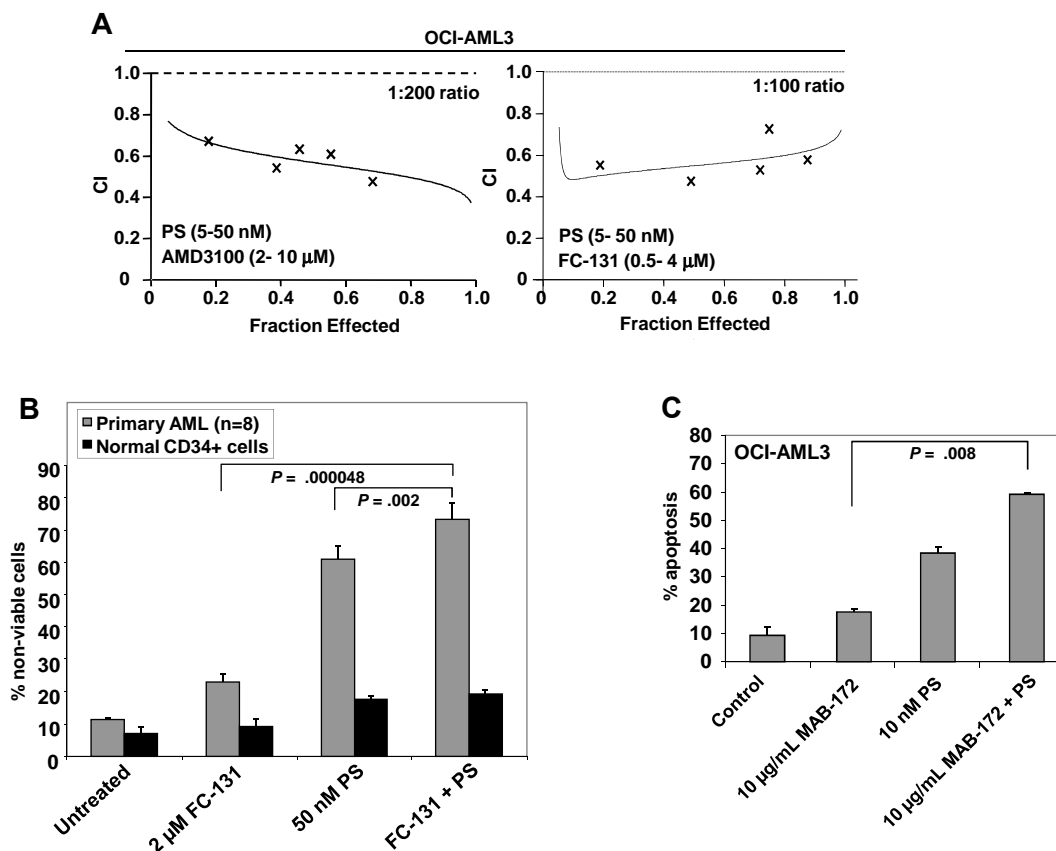 A
OCI-AML3
1.0
0.8
0.6
0.4
0.2
0
CI
1:200 ratio
PS (5-50 nM)
AMD3100 (2- 10 μM)
0 0.2 0.4 0.6 0.8 1.0
Fraction Effected
1.0
0.8
0.6
0.4
0.2
0
CI
1:100 ratio
PS (5- 50 nM)
FC-131 (0.5- 4 μM)
0 0.2 0.4 0.6 0.8 1.0
Fraction Effected
B
Primary AML (n=8)
Normal CD34+ cells
90
80
70
60
50
40
30
20
10
0
% non-viable cells
P = .000048
P = .002
Untreated
2 μM FC-131
50 nM PS
FC-131 + PS
C
OCI-AML3
80
70
60
50
40
30
20
10
0
% apoptosis
P = .008
Control
10 μg/mL MAB-172
10 nM PS
10 μg/mL MAB-172 + PS